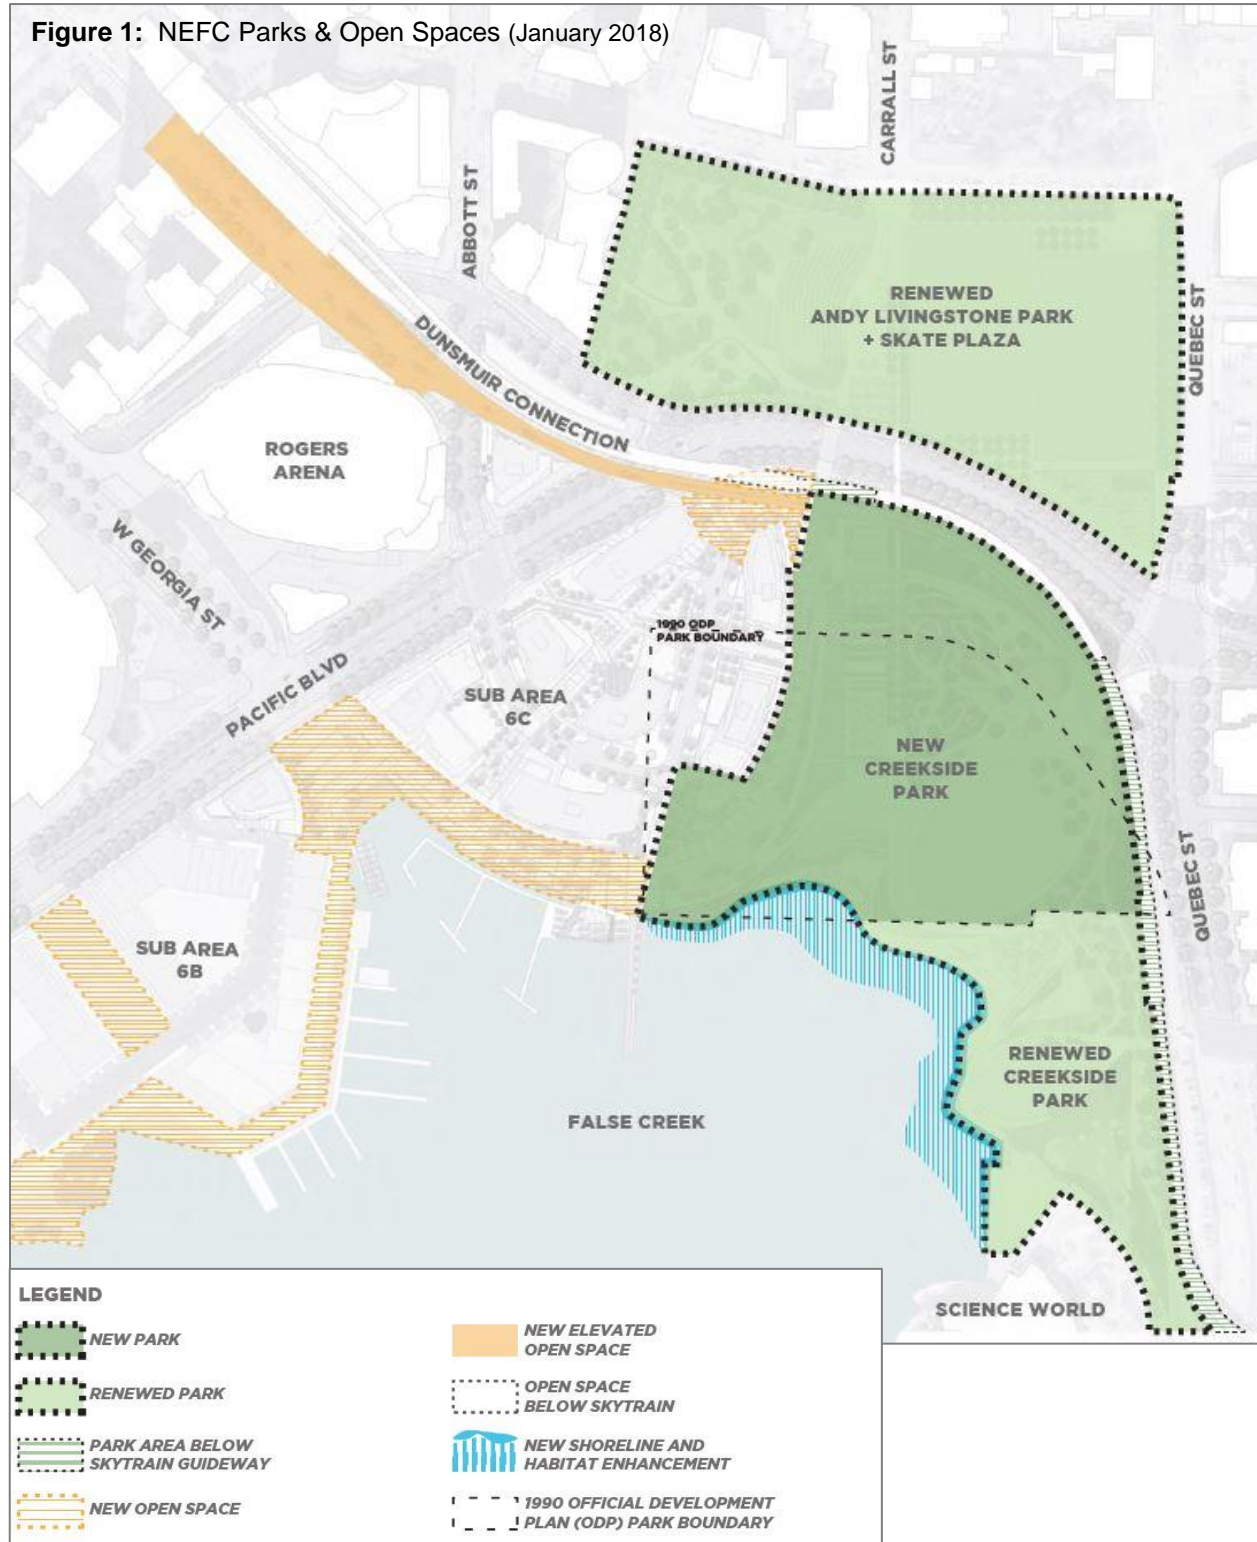 Figure 1: NEFC Parks & Open Spaces (January 2018)
CARRALL ST
ABBOTT ST
QUEBEC ST
RENEWED
ANDY LIVINGSTONE PARK
+ SKATE PLAZA
DUNSMUIR CONNECTION
ROGERS
ARENA
W GEORGIA ST
PACIFIC BLVD
1990 ODP
PARK BOUNDARY
SUB AREA
6C
NEW
CREEKSIDE
PARK
QUEBEC ST
SUB AREA
6B
RENEWED
CREEKSIDE
PARK
FALSE CREEK
SCIENCE WORLD
LEGEND
NEW PARK
RENEWED PARK
PARK AREA BELOW
SKYTRAIN GUIDEWAY
NEW OPEN SPACE
NEW ELEVATED
OPEN SPACE
OPEN SPACE
BELOW SKYTRAIN
NEW SHORELINE AND
HABITAT ENHANCEMENT
1990 OFFICIAL DEVELOPMENT
PLAN (ODP) PARK BOUNDARY